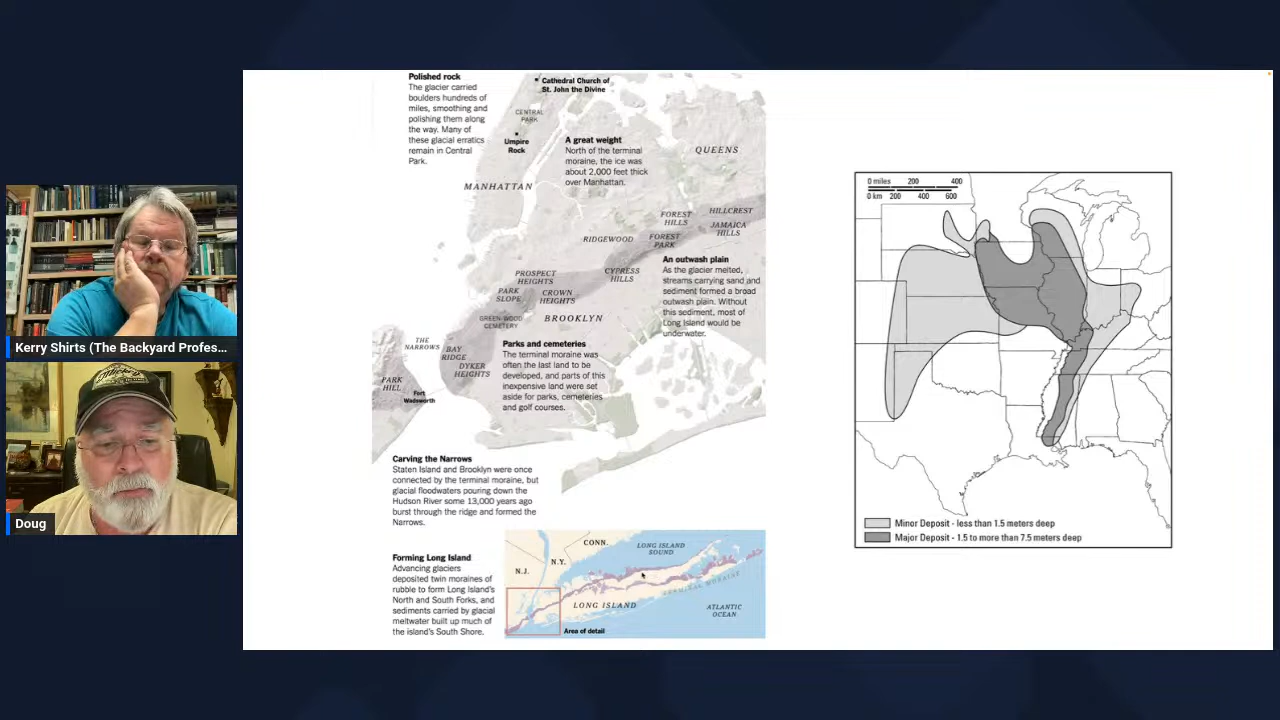 Polished rock
The glacier carried
boulders hundreds of
miles, smoothing and
polishing them along
the way. Many of
these glacial erratics
remain in Central
Park.
Cathedral Church of
St. John the Divine
CENTRAL
PARK
Umpire
Rock
A great weight
North of the terminal
moraine, the ice was
about 2,000 feet thick
over Manhattan.
QUEENS
MANHATTAN
FOREST
HILLS
HILLCREST
JAMAICA
HILLS
RIDGEWOOD
FOREST
PARK
An outwash plain
As the glacier melted,
streams carrying sand and
sediment formed a broad
outwash plain. Without
this sediment, most of
Long Island would be
underwater.
CYPRESS
HILLS
PROSPECT
HEIGHTS
PARK
SLOPE
CROWN
HEIGHTS
GREEN-WOOD
CEMETERY
BROOKLYN
THE
NARROWS
BAY
RIDGE
DYKER
HEIGHTS
Parks and cemeteries
The terminal moraine was
often the last land to be
developed, and parts of this
inexpensive land were set
aside for parks, cemeteries
and golf courses.
PARK
HILL
Fort
Wadsworth
Carving the Narrows
Staten Island and Brooklyn were once
connected by the terminal moraine, but
glacial floodwaters pouring down the
Hudson River some 13,000 years ago
burst through the ridge and formed the
Narrows.
Forming Long Island
Advancing glaciers
deposited twin moraines of
rubble to form Long Island's
North and South Forks, and
sediments carried by glacial
meltwater built up much of
the island's South Shore.
CONN.
N.Y.
N.J.
LONG ISLAND
SOUND
LONG ISLAND
TERMINAL MORAINE
ATLANTIC
OCEAN
Area of detail
0 miles 200 400
0 km 200 400 600
Minor Deposit - less than 1.5 meters deep
Major Deposit - 1.5 to more than 7.5 meters deep
Kerry Shirts (The Backyard Profes...
Doug